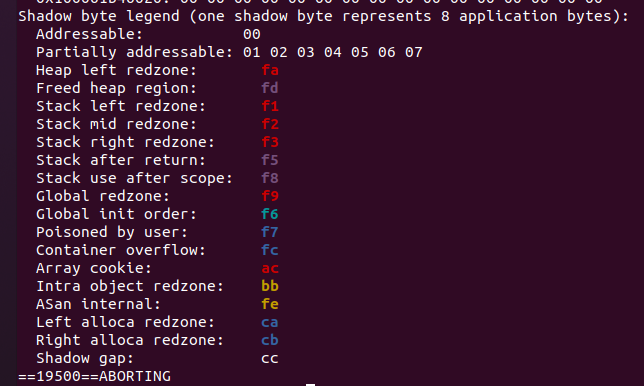 Shadow byte legend (one shadow byte represents 8 application bytes):
  Addressable:           00
  Partially addressable: 01 02 03 04 05 06 07
  Heap left redzone:       fa
  Freed heap region:       fd
  Stack left redzone:      f1
  Stack mid redzone:       f2
  Stack right redzone:     f3
  Stack after return:      f5
  Stack use after scope:   f8
  Global redzone:          f9
  Global init order:       f6
  Poisoned by user:        f7
  Container overflow:      fc
  Array cookie:            ac
  Intra object redzone:    bb
  ASan internal:           fe
  Left alloca redzone:     ca
  Right alloca redzone:    cb
  Shadow gap:              cc
==19500==ABORTING